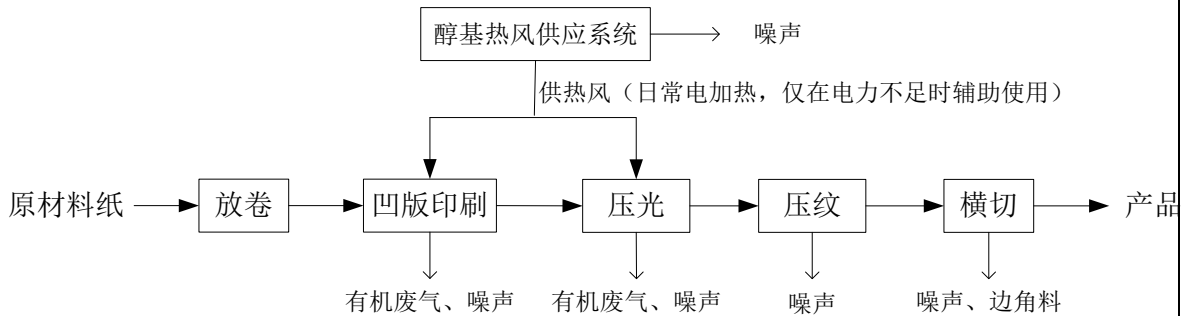 醇基热风供应系统 噪声
供热风（日常电加热，仅在电力不足时辅助使用）
原材料纸 放卷 凹版印刷 压光 压纹 横切 产品
有机废气、噪声 有机废气、噪声 噪声 噪声、边角料